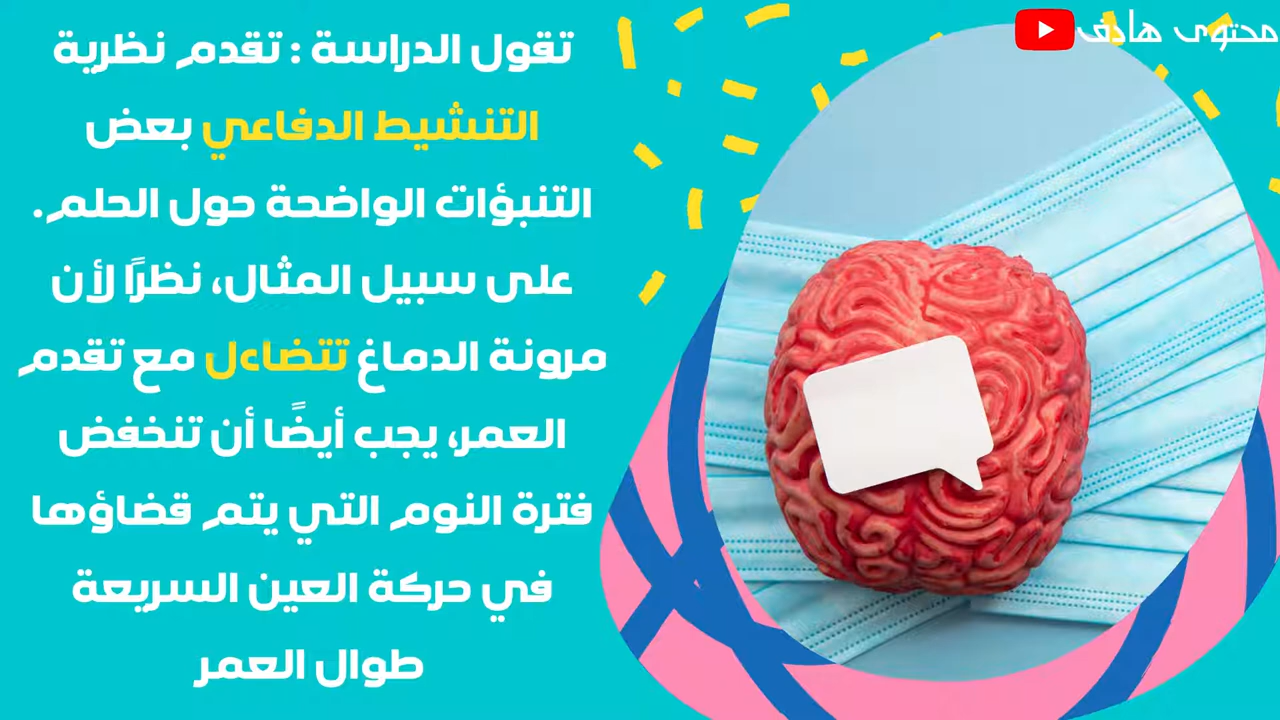 محتوى هادف
تقول الدراسة : تقدم نظرية
التنشيط الدفاعي بعض
التنبؤات الواضحة حول الحلم.
على سبيل المثال، نظرًا لأن
مرونة الدماغ تتضاءل مع تقدم
العمر، يجب أيضًا أن تنخفض
فترة النوم التي يتم قضاؤها
في حركة العين السريعة
طوال العمر